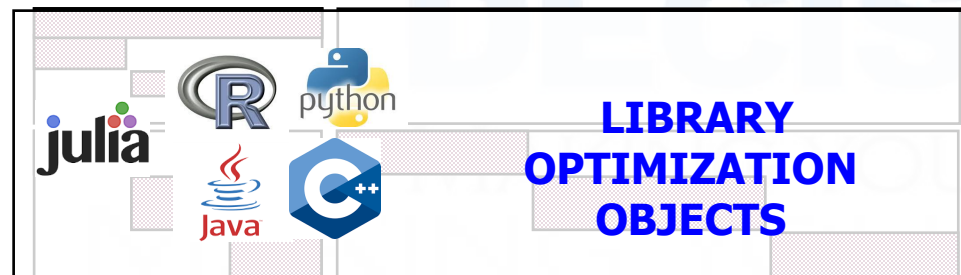 julia
R
python
Java
C++
LIBRARY
OPTIMIZATION
OBJECTS